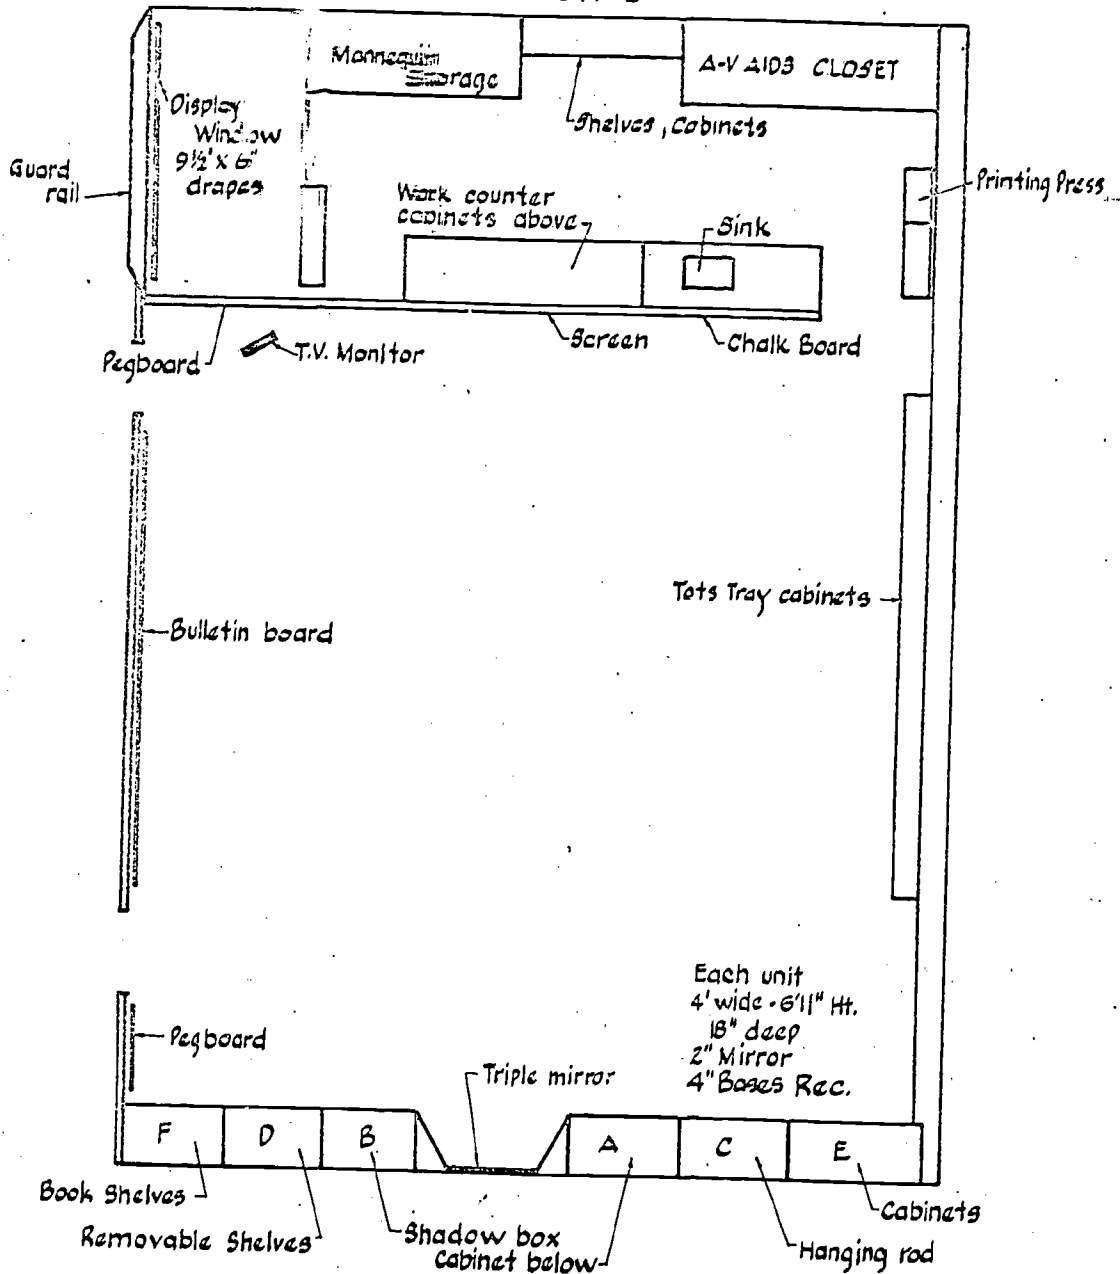 Mannequin
Storage
A-V AIDS CLOSET
Display
Window
9½' x 6'
drapes
Shelves, Cabinets
Guard
rail
Printing Press
Work counter
cabinets above
Sink
Pegboard
T.V. Monitor
Screen
Chalk Board
Tots Tray cabinets
Bulletin board
Each unit
4' wide - 6'11" Ht.
18" deep
2" Mirror
4" Bases Rec.
Pegboard
Triple mirror
F
D
B
A
C
E
Book Shelves
Removable Shelves
Shadow box
Cabinet below
Hanging rod
Cabinets